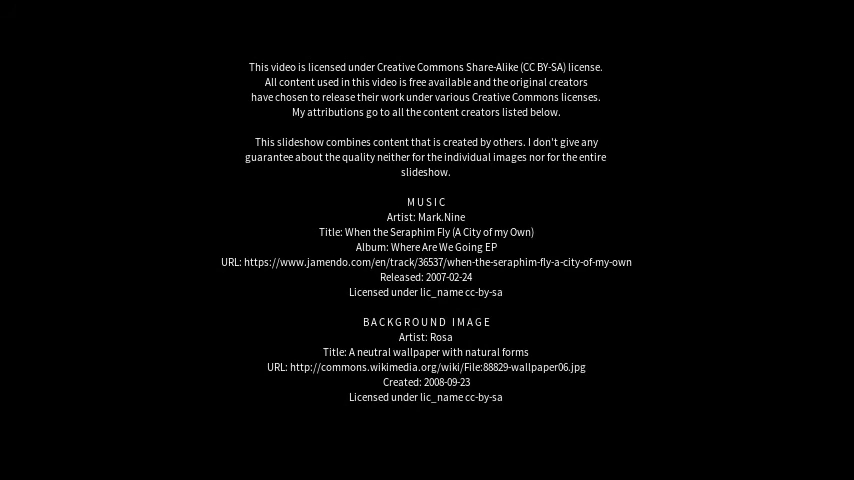 This video is licensed under Creative Commons Share-Alike (CC BY-SA) license.
All content used in this video is free available and the original creators
have chosen to release their work under various Creative Commons licenses.
My attributions go to all the content creators listed below.
This slideshow combines content that is created by others. I don't give any
guarantee about the quality neither for the individual images nor for the entire
slideshow.
MUSIC
Artist: Mark.Nine
Title: When the Seraphim Fly (A City of my Own)
Album: Where Are We Going EP
URL: https://www.jamendo.com/en/track/36537/when-the-seraphim-fly-a-city-of-my-own
Released: 2007-02-24
Licensed under lic_name cc-by-sa
BACKGROUND IMAGE
Artist: Rosa
Title: A neutral wallpaper with natural forms
URL: http://commons.wikimedia.org/wiki/File:88829-wallpaper06.jpg
Created: 2008-09-23
Licensed under lic_name cc-by-sa